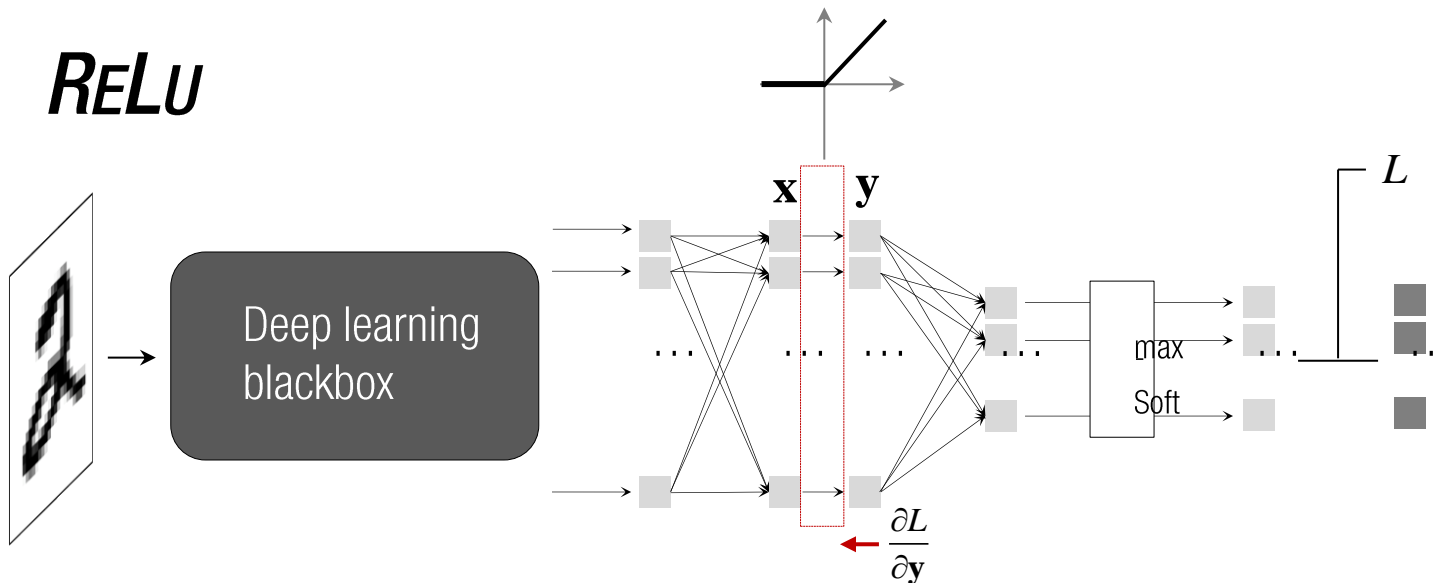 RELU
x y
L
Deep learning
blackbox
max
Soft
∂L
∂y